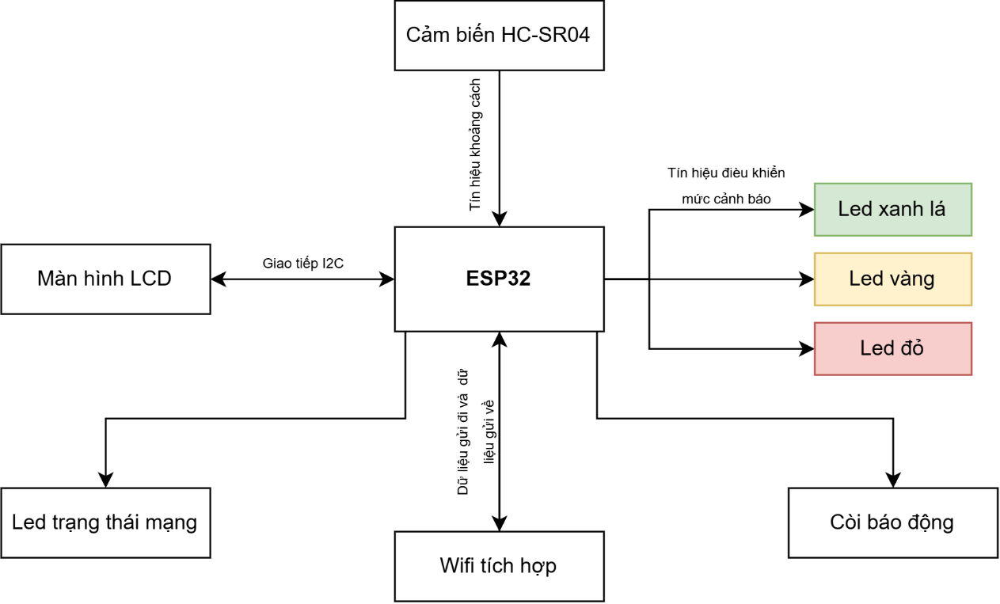 Cảm biến HC-SR04
Tín hiệu khoảng cách
Tín hiệu đièu khiển
mức cảnh báo
Led xanh lá
Màn hình LCD
Giao tiếp I2C
ESP32
Led vàng
Led đỏ
Dữ liệu gửi đi và dữ
liệu gửi về
Led trạng thái mạng
Wifi tích hợp
Còi báo động